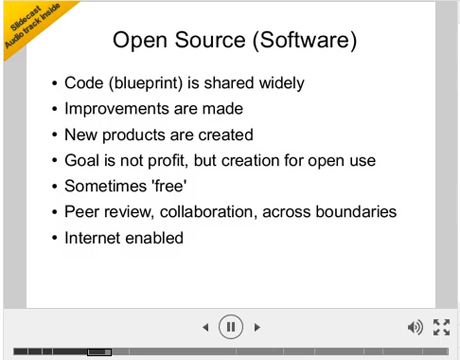 Slidecast
Audio track inside
Open Source (Software)
• Code (blueprint) is shared widely
• Improvements are made
• New products are created
• Goal is not profit, but creation for open use
• Sometimes 'free'
• Peer review, collaboration, across boundaries
• Internet enabled